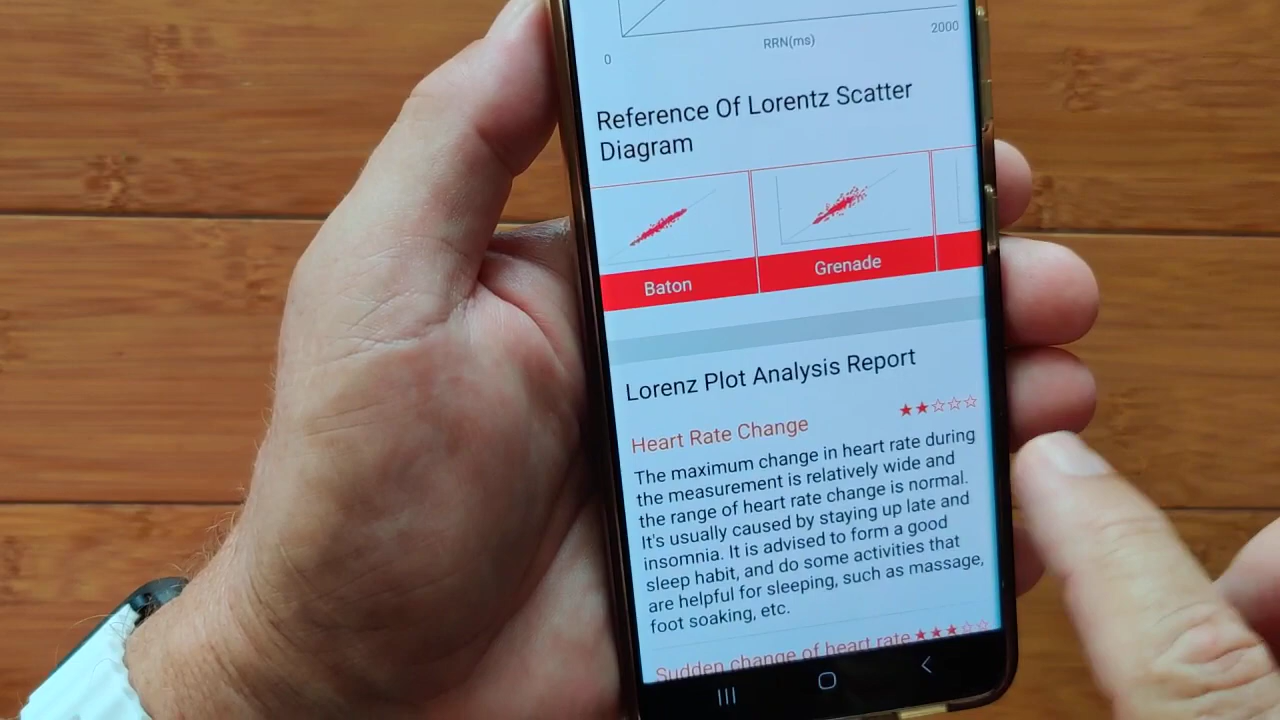 2000
RRN(ms)
0
Reference Of Lorentz Scatter
Diagram
Baton
Grenade
Lorenz Plot Analysis Report
Heart Rate Change ★★☆☆☆
The maximum change in heart rate during
the measurement is relatively wide and
the range of heart rate change is normal.
It's usually caused by staying up late and
insomnia. It is advised to form a good
sleep habit, and do some activities that
are helpful for sleeping, such as massage,
foot soaking, etc.
Sudden change of heart rate ★★★☆☆